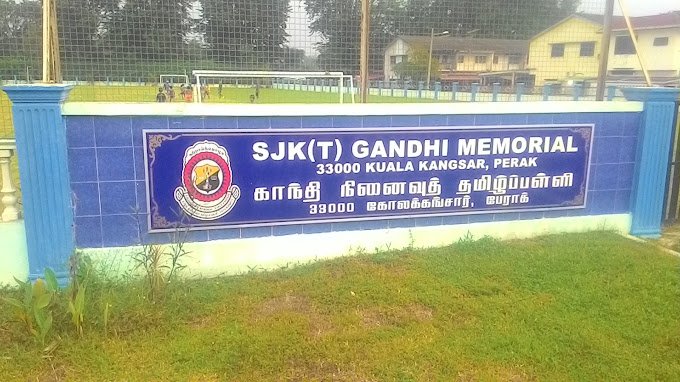 SJK(T) GANDHI MEMORIAL
33000 KUALA KANGSAR, PERAK
காந்தி நினைவுத் தமிழ்ப்பள்ளி
33000 கோலக்கங்சார், பேராக்